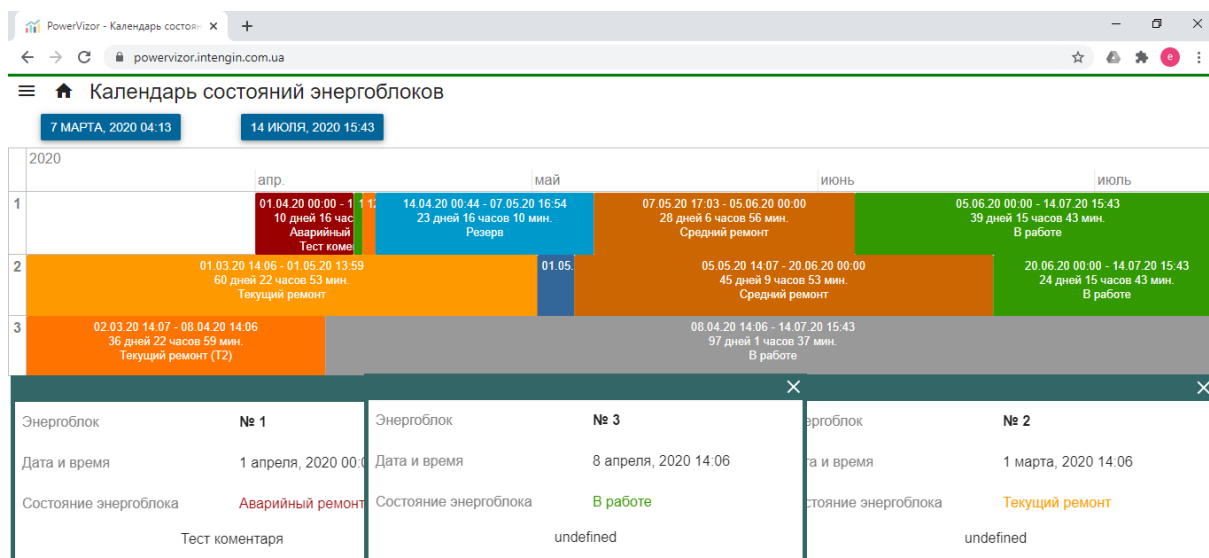 PowerVizor - Календарь состоян
powervizor.intengin.com.ua
e
Календарь состояний энергоблоков
7 МАРТА, 2020 04:13
14 ИЮЛЯ, 2020 15:43
2020
апр.
май
июнь
июль
1
01.04.20 00:00 - 1
10 дней 16 час
Аварийный
Тест коме
1
12
14.04.20 00:44 - 07.05.20 16:54
23 дней 16 часов 10 мин.
Резерв
07.05.20 17:03 - 05.06.20 00:00
28 дней 6 часов 56 мин.
Средний ремонт
05.06.20 00:00 - 14.07.20 15:43
39 дней 15 часов 43 мин.
В работе
2
01.03.20 14:06 - 01.05.20 13:59
60 дней 22 часов 53 мин.
Текущий ремонт
01.05.
05.05.20 14:07 - 20.06.20 00:00
45 дней 9 часов 53 мин.
Средний ремонт
20.06.20 00:00 - 14.07.20 15:43
24 дней 15 часов 43 мин.
В работе
3
02.03.20 14:07 - 08.04.20 14:06
36 дней 22 часов 59 мин.
Текущий ремонт (Т2)
08.04.20 14:06 - 14.07.20 15:43
97 дней 1 часов 37 мин.
В работе
Энергоблок № 1
Дата и время 1 апреля, 2020 00:0
Состояние энергоблока Аварийный ремонт
Тест коментаря
Энергоблок № 3
Дата и время 8 апреля, 2020 14:06
Состояние энергоблока В работе
undefined
ергоблок № 2
та и время 1 марта, 2020 14:06
стояние энергоблока Текущий ремонт
undefined